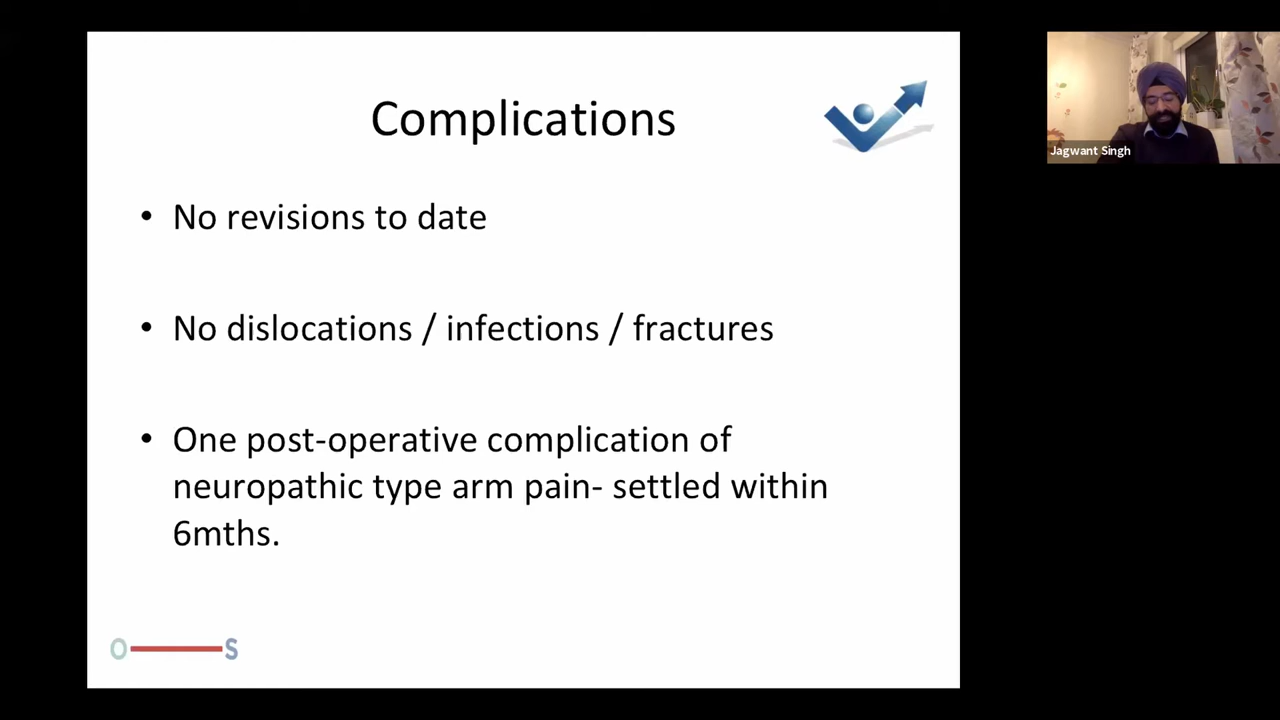 Complications
• No revisions to date
• No dislocations / infections / fractures
• One post-operative complication of
neuropathic type arm pain- settled within
6mths.
O S
Jagwant Singh